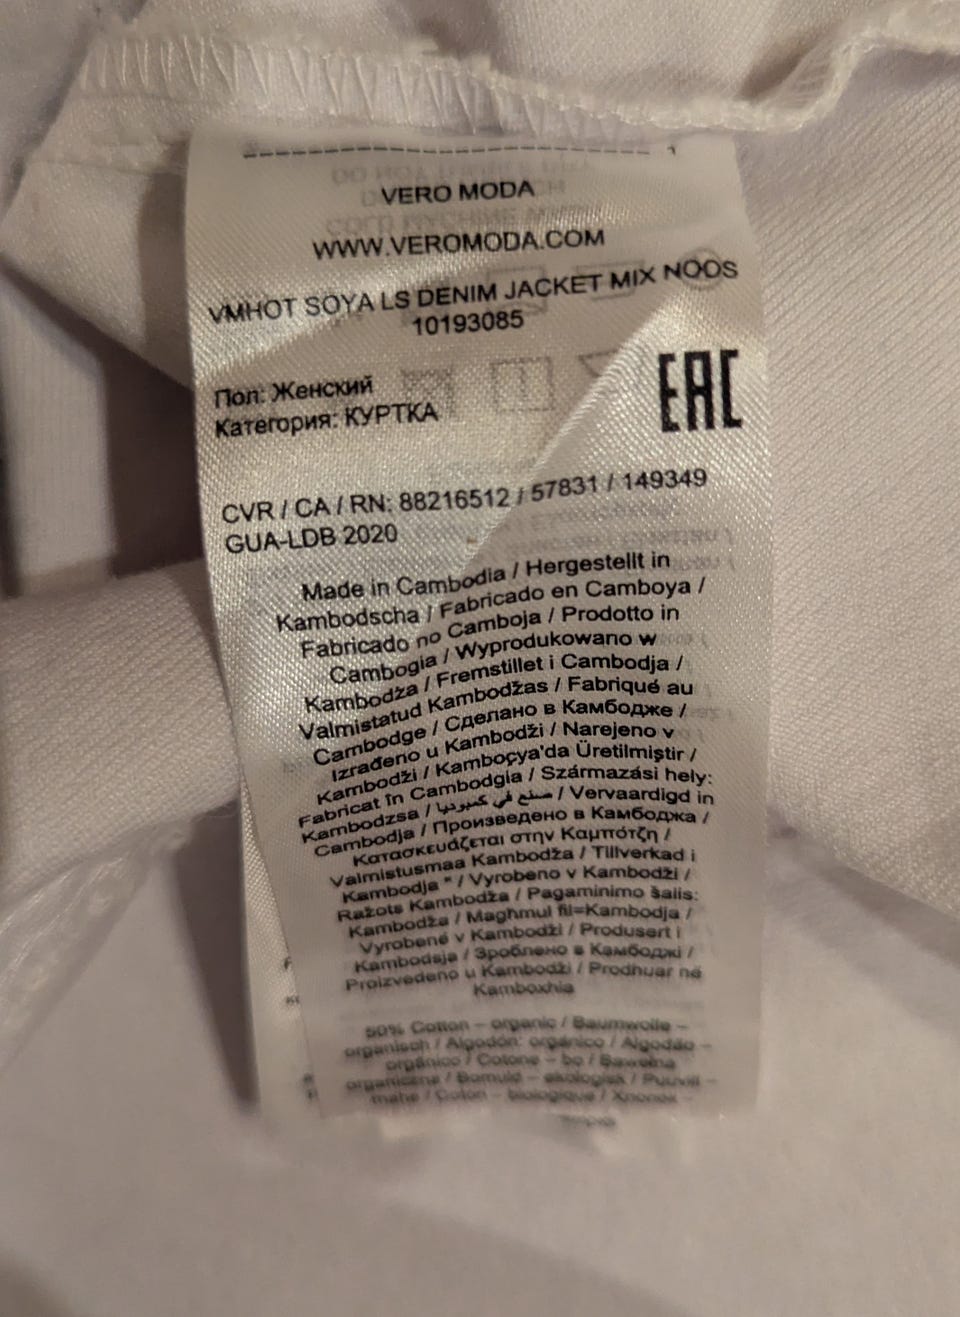 VERO MODA
WWW.VEROMODA.COM
VMHOT SOYA LS DENIM JACKET MIX NOOS
10193085
Пол: Женский
Категория: КУРТКА
EAC
CVR / CA / RN: 88216512 / 57831 / 149349
GUA-LDB 2020
Made in Cambodia / Hergestellt in
Kambodscha / Fabricado en Camboya /
Fabricado no Camboja / Prodotto in
Cambogia / Wyprodukowano w
Kambodża / Fremstillet i Cambodja /
Valmistatud Kambodžas / Fabriqué au
Cambodge / Сделано в Камбодже /
Izrađeno u Kambodži / Narejeno v
Kambodži / Kamboçya'da Üretilmiştir /
Fabricat în Cambodgia / Származási hely:
Kambodzsa / صنع في كمبوديا / Vervaardigd in
Cambodja / Произведено в Камбоджа /
Κατασκευάζεται στην Καμπότζη /
Valmistusmaa Kambodža / Tillverkad i
Kambodja " / Vyrobeno v Kambodži /
Ražots Kambodža / Pagaminimo šalis:
Kambodža / Magħmul fil=Kambodja /
Vyrobené v Kambodži / Produsert i
Kambodsja / Зроблено в Камбоджі /
Proizvedeno u Kambodži / Prodhuar në
Kamboxhia
50% Cotton – organic / Baumwolle –
organisch / Algodón: orgánico / Algodão –
orgânico / Cotone – bo / Bawełna
organiczna / Bomuld – økologisk / Puuvill –
mahe / Coton – biologique / Хлопок –